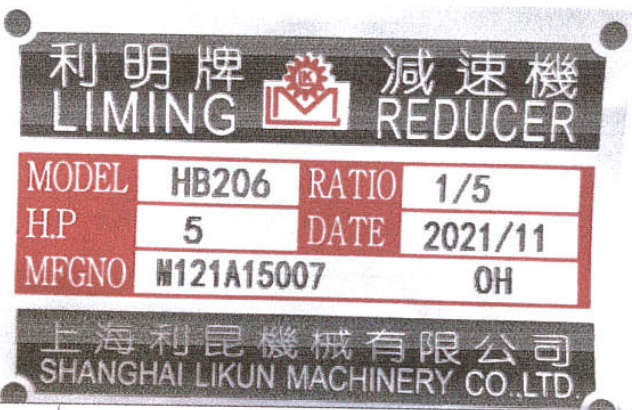 利明牌 減速機
LIMING REDUCER
MODEL HB206 RATIO 1/5
H.P 5 DATE 2021/11
MFGNO M121A15007 OH
上海利昆機械有限公司
SHANGHAI LIKUN MACHINERY CO.,LTD.